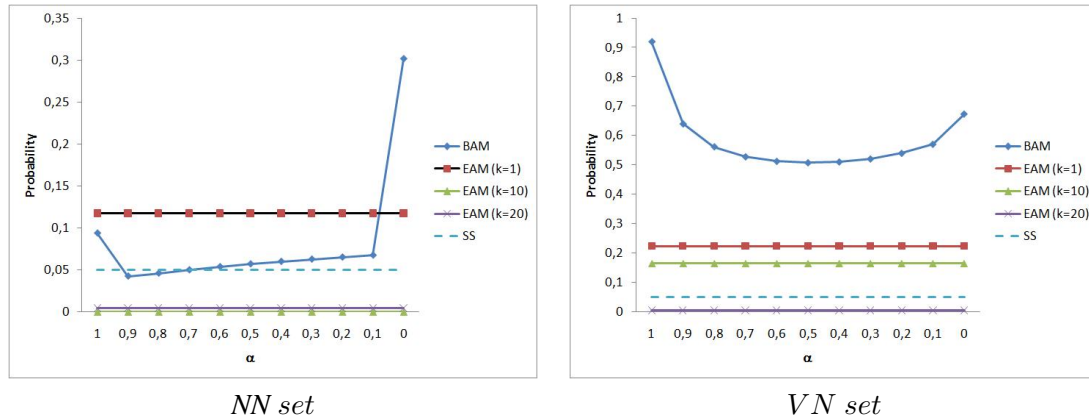 0,35
0,3
0,25
0,2
0,15
0,1
0,05
0
Probability
1 0,9 0,8 0,7 0,6 0,5 0,4 0,3 0,2 0,1 0
α
BAM
EAM (k=1)
EAM (k=10)
EAM (k=20)
SS
NN set
1
0,9
0,8
0,7
0,6
0,5
0,4
0,3
0,2
0,1
0
Probability
1 0,9 0,8 0,7 0,6 0,5 0,4 0,3 0,2 0,1 0
α
BAM
EAM (k=1)
EAM (k=10)
EAM (k=20)
SS
VN set